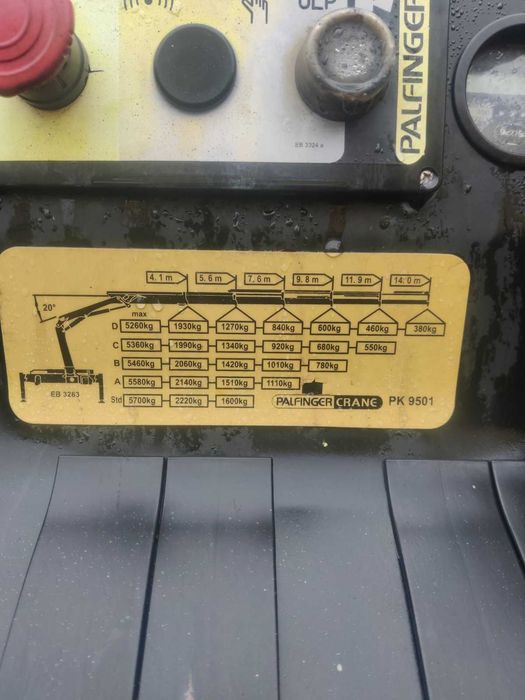 OLP
PALFINGER
EB 3324 a
4. 1 m 5. 6 m 7. 6 m 9. 8 m 11. 9 m 14. 0 m
20°
max
D 5260kg 1930kg 1270kg 840kg 600kg 460kg 380kg
C 5360kg 1990kg 1340kg 920kg 680kg 550kg
B 5460kg 2060kg 1420kg 1010kg 780kg
A 5580kg 2140kg 1510kg 1110kg
EB 3263
Std 5700kg 2220kg 1600kg
PALFINGER CRANE PK 9501